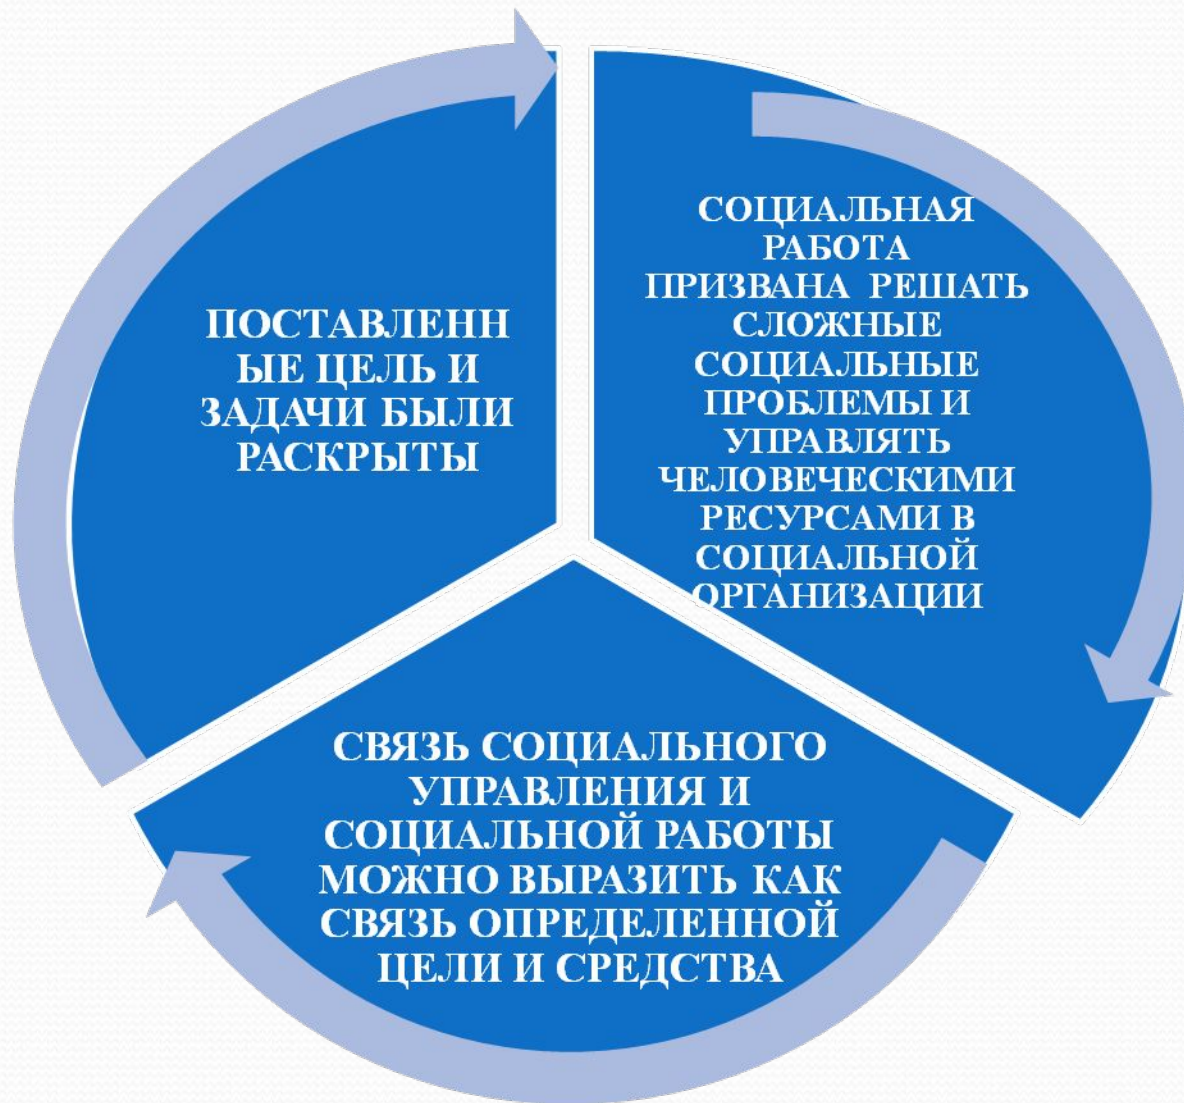 СОЦИАЛЬНАЯ
РАБОТА
ПРИЗВАНА РЕШАТЬ
СЛОЖНЫЕ
СОЦИАЛЬНЫЕ
ПРОБЛЕМЫ И
УПРАВЛЯТЬ
ЧЕЛОВЕЧЕСКИМИ
РЕСУРСАМИ В
СОЦИАЛЬНОЙ
ОРГАНИЗАЦИИ
СВЯЗЬ СОЦИАЛЬНОГО
УПРАВЛЕНИЯ И
СОЦИАЛЬНОЙ РАБОТЫ
МОЖНО ВЫРАЗИТЬ КАК
СВЯЗЬ ОПРЕДЕЛЕННОЙ
ЦЕЛИ И СРЕДСТВА
ПОСТАВЛЕНН
ЫЕ ЦЕЛЬ И
ЗАДАЧИ БЫЛИ
РАСКРЫТЫ